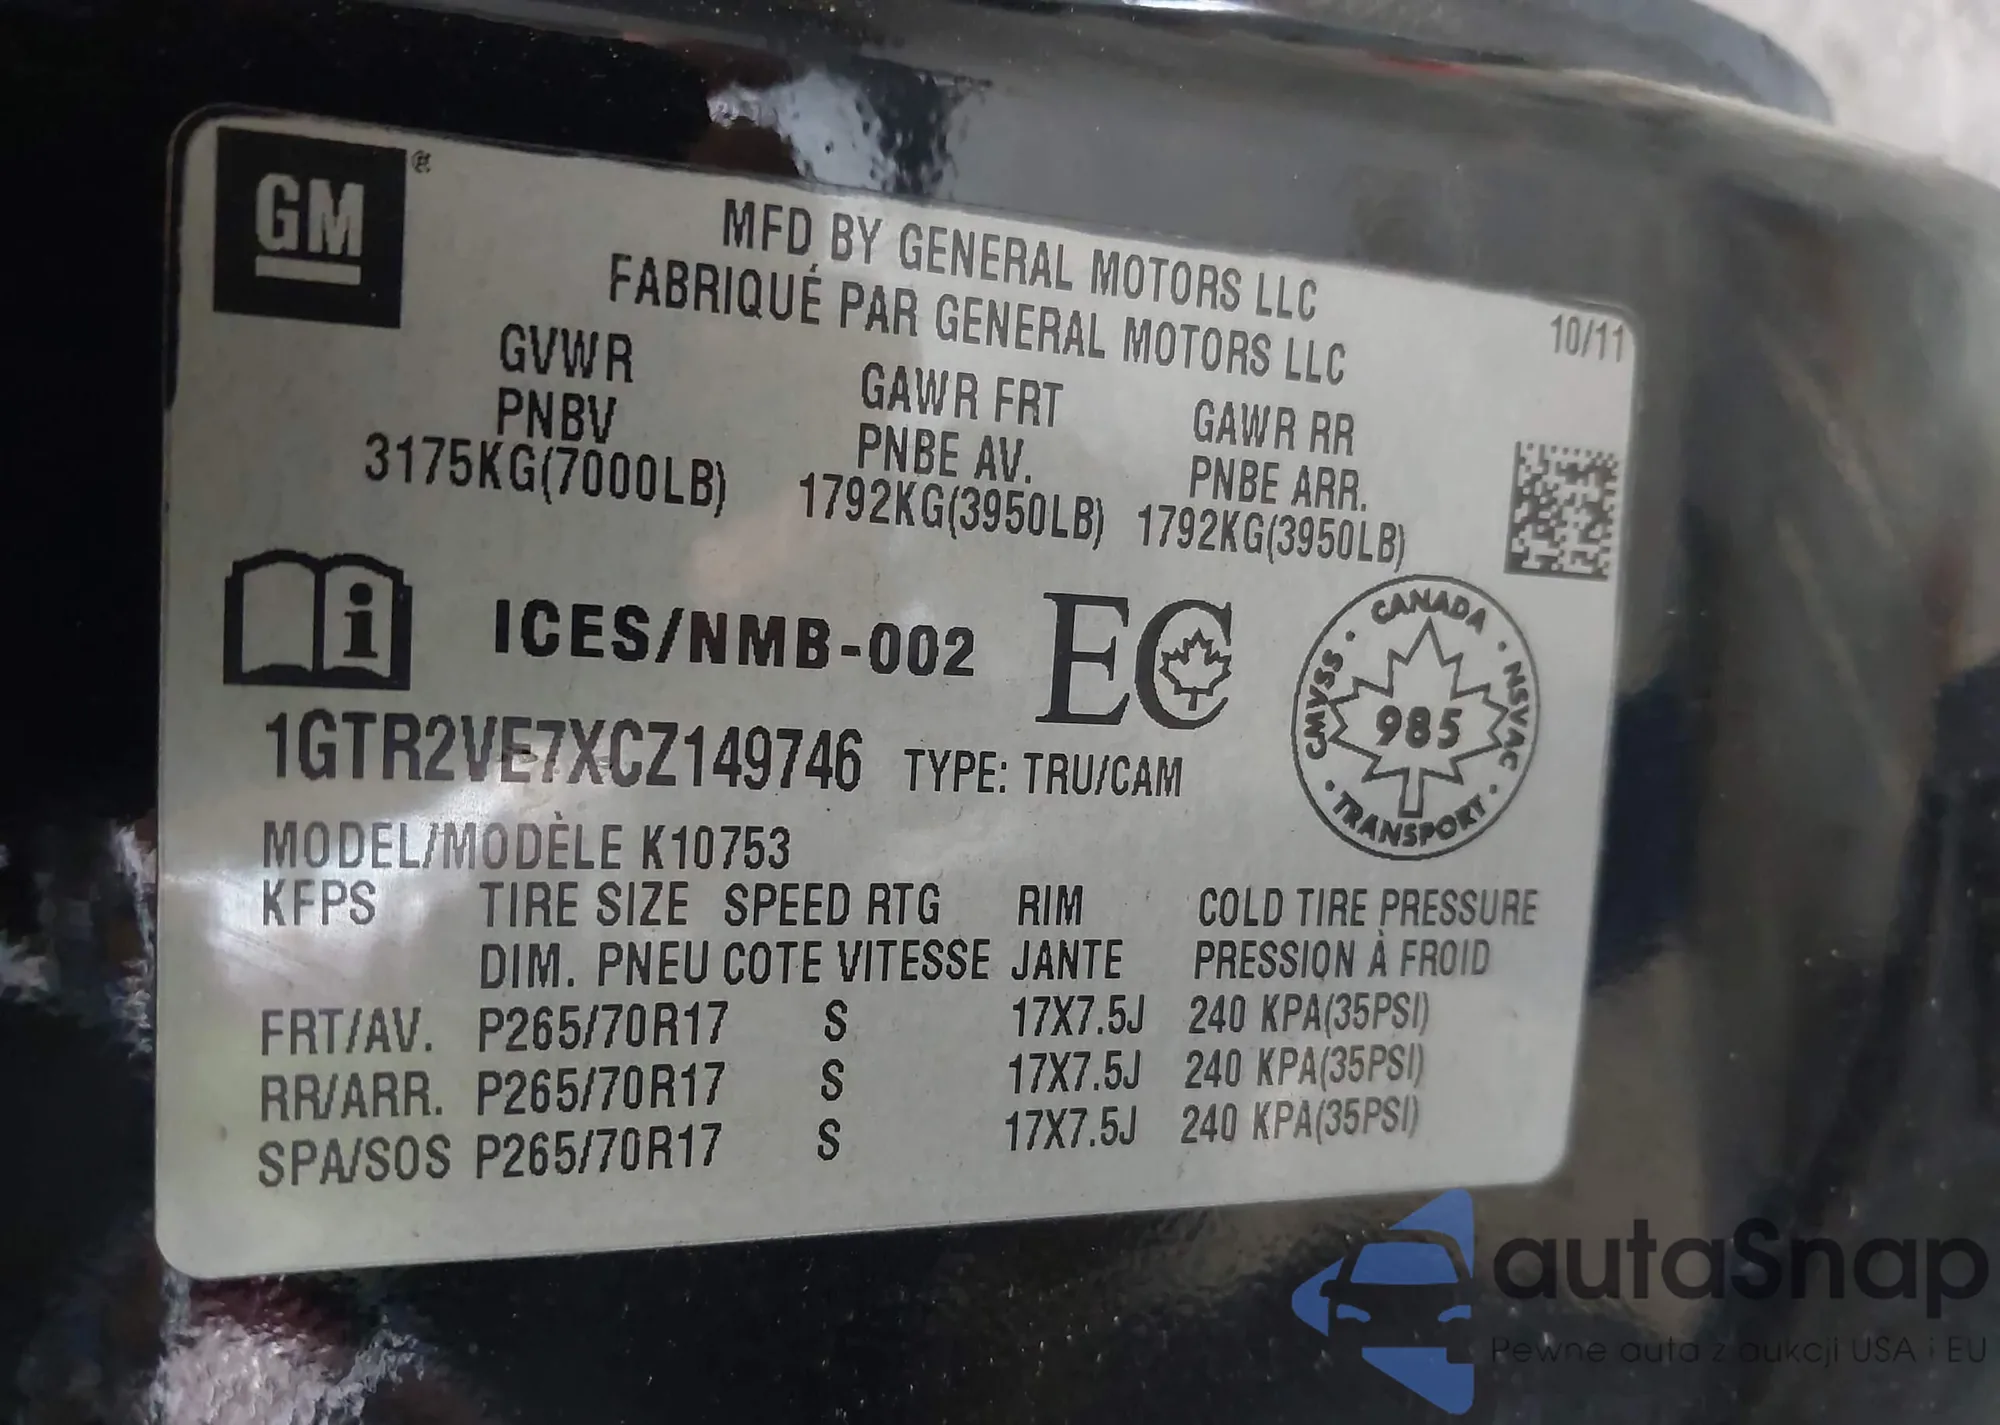 GM ®
MFD BY GENERAL MOTORS LLC
FABRIQUÉ PAR GENERAL MOTORS LLC
10/11
GVWR GAWR FRT GAWR RR
PNBV PNBE AV. PNBE ARR.
3175KG(7000LB) 1792KG(3950LB) 1792KG(3950LB)
i ICES/NMB-002 EC
CANADA · NSVAC · TRANSPORT · CMVSS ·
985
1GTR2VE7XCZ149746 TYPE: TRU/CAM
MODEL/MODÈLE K10753
KFPS TIRE SIZE SPEED RTG RIM COLD TIRE PRESSURE
DIM. PNEU COTE VITESSE JANTE PRESSION À FROID
FRT/AV. P265/70R17 S 17X7.5J 240 KPA(35PSI)
RR/ARR. P265/70R17 S 17X7.5J 240 KPA(35PSI)
SPA/SOS P265/70R17 S 17X7.5J 240 KPA(35PSI)
autaSnap
Pewne auta z aukcji USA i EU